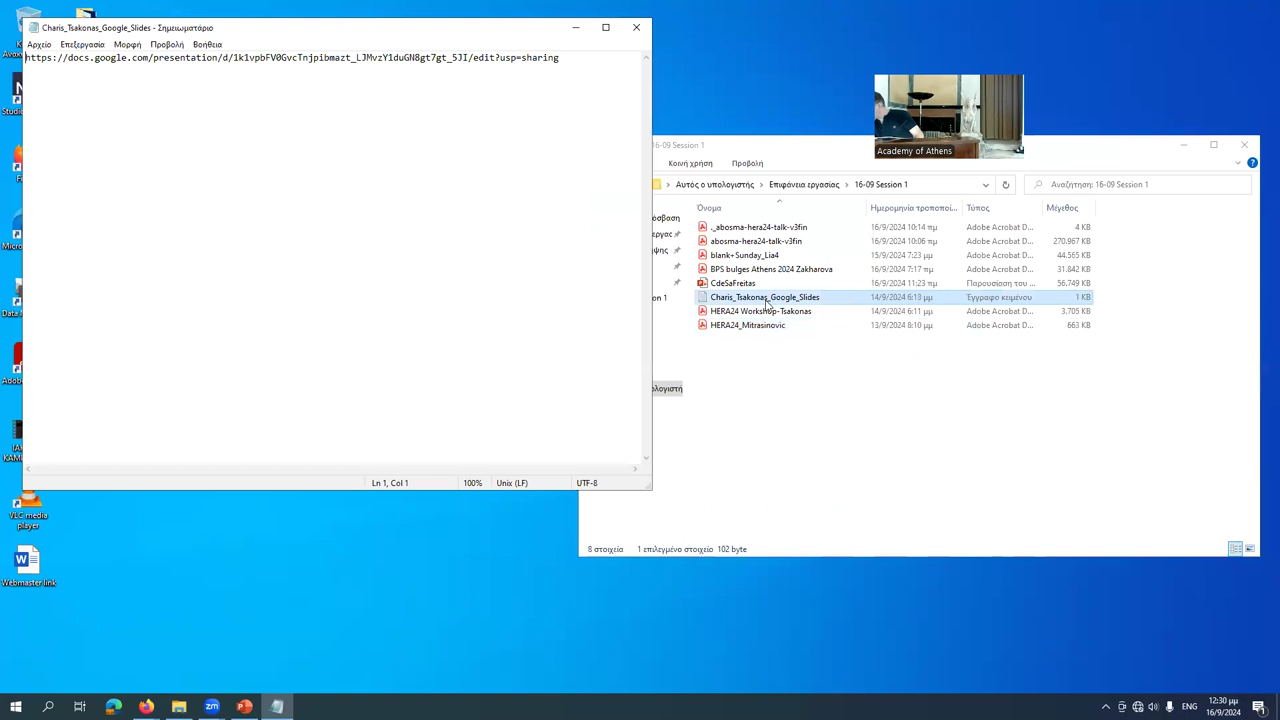 Charis_Tsakonas_Google_Slides - Σημειωματάριο
Αρχείο Επεξεργασία Μορφή Προβολή Βοήθεια
https://docs.google.com/presentation/d/1k1vpbFV0GvcTnjpibmazt_LJMvzY1duGN8gt7gt_5JI/edit?usp=sharing
Ln 1, Col 1 100% Unix (LF) UTF-8
Academy of Athens
16-09 Session 1
Κοινή χρήση Προβολή
Αυτός ο υπολογιστής > Επιφάνεια εργασίας > 16-09 Session 1
Αναζήτηση: 16-09 Session 1
Όνομα Ημερομηνία τροποποί... Τύπος Μέγεθος
._abosma-hera24-talk-v3fin 16/9/2024 10:14 πμ Adobe Acrobat D... 4 KB
abosma-hera24-talk-v3fin 16/9/2024 10:06 πμ Adobe Acrobat D... 270.967 KB
blank+Sunday_Lia4 15/9/2024 7:23 μμ Adobe Acrobat D... 44.565 KB
BPS bulges Athens 2024 Zakharova 16/9/2024 7:17 πμ Adobe Acrobat D... 31.842 KB
CdeSaFreitas 16/9/2024 11:23 πμ Παρουσίαση του ... 56.749 KB
Charis_Tsakonas_Google_Slides 14/9/2024 6:13 μμ Έγγραφο κειμένου 1 KB
HERA24 Workshop-Tsakonas 14/9/2024 6:11 μμ Adobe Acrobat D... 3.705 KB
HERA24_Mitrasinovic 13/9/2024 8:10 μμ Adobe Acrobat D... 663 KB
8 στοιχεία 1 επιλεγμένο στοιχείο 102 byte
VLC media
player
Webmaster link
ENG
12:30 μμ
16/9/2024